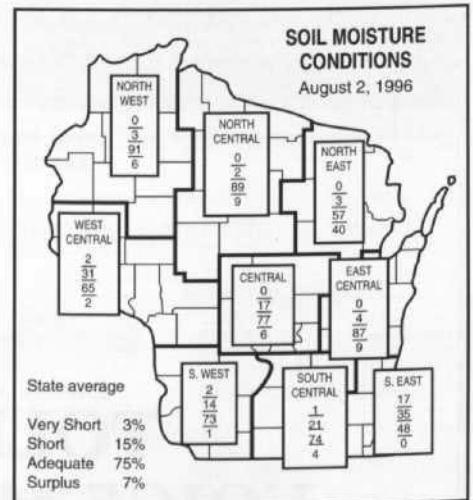 SOIL MOISTURE
CONDITIONS
August 2, 1996
NORTH
WEST
0
3
91
6
NORTH
CENTRAL
0
2
89
9
NORTH
EAST
0
3
57
40
WEST
CENTRAL
2
31
65
2
CENTRAL
0
17
77
6
EAST
CENTRAL
0
4
87
9
S. WEST
2
14
73
1
SOUTH
CENTRAL
1
21
74
4
S. EAST
17
35
48
0
State average
Very Short 3%
Short 15%
Adequate 75%
Surplus 7%